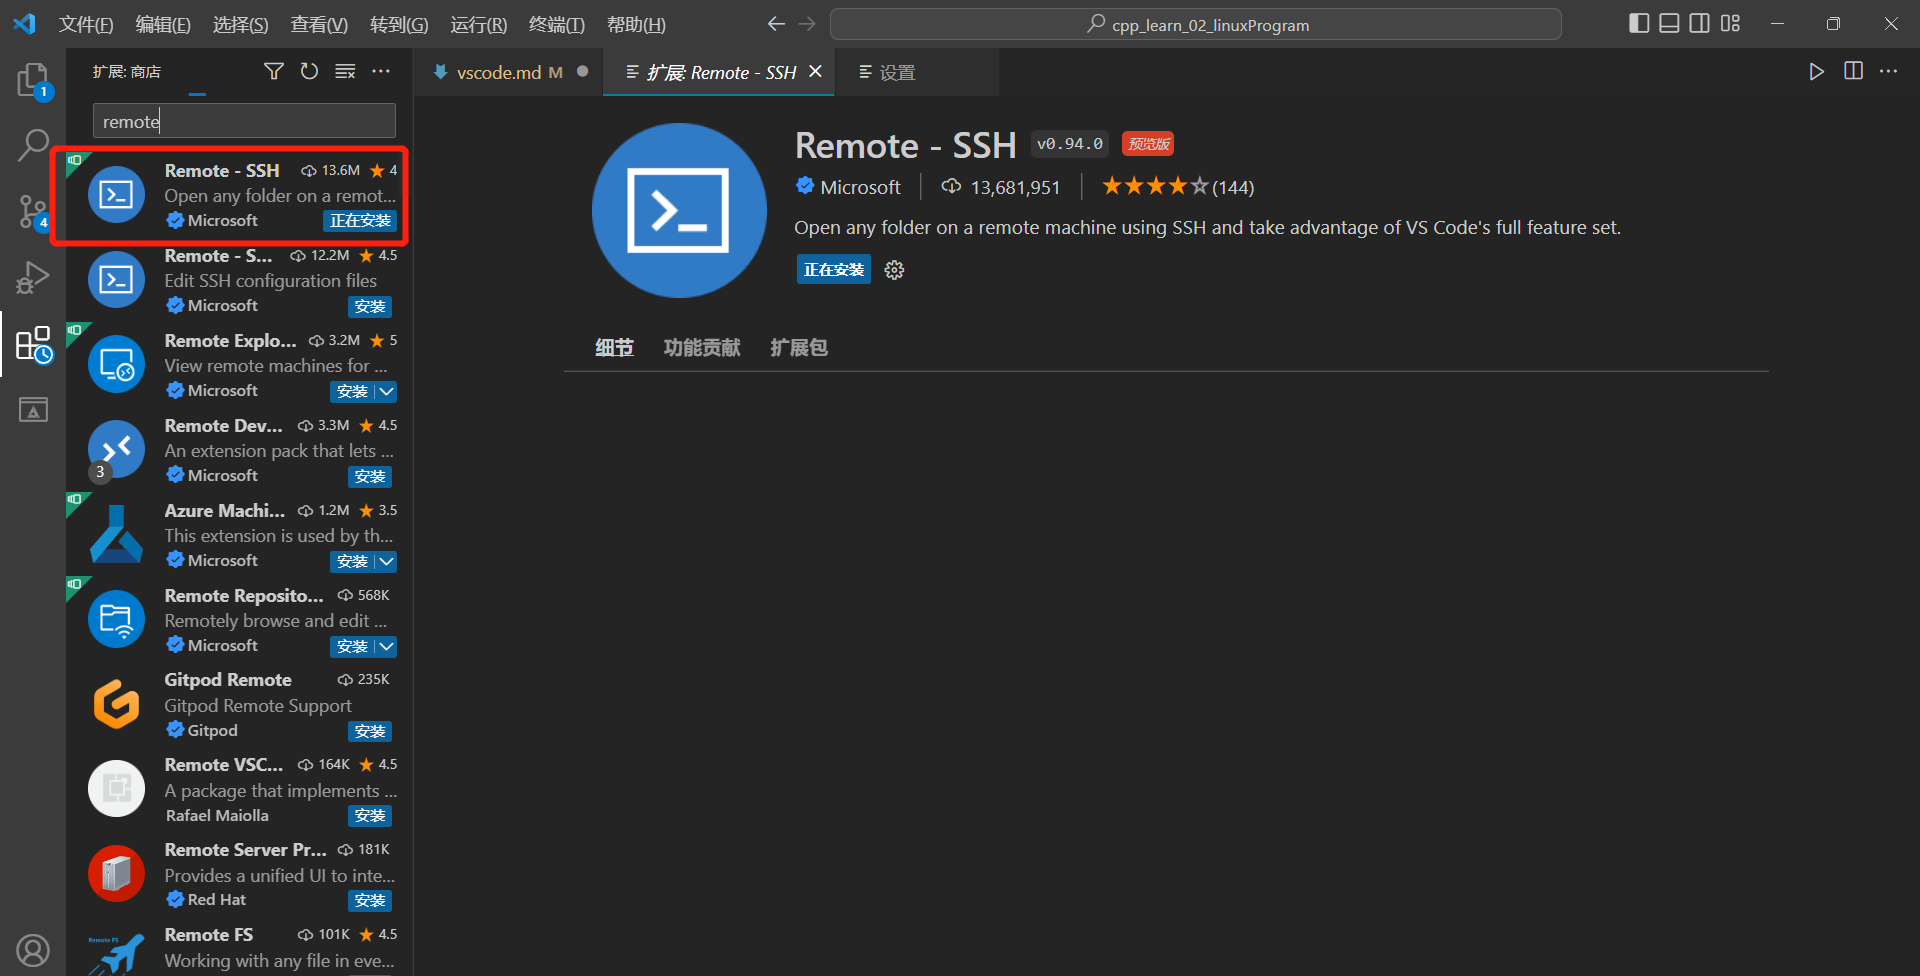 文件(F) 编辑(E) 选择(S) 查看(V) 转到(G) 运行(R) 终端(T) 帮助(H)
cpp_learn_02_linuxProgram
扩展: 商店
vscode.md M
扩展: Remote - SSH
设置
1
4
remote
Remote - SSH 13.6M 4
Open any folder on a remot...
Microsoft 正在安装
Remote - S... 12.2M 4.5
Edit SSH configuration files
Microsoft 安装
Remote Explo... 3.2M 5
View remote machines for ...
Microsoft 安装
Remote Dev... 3.3M 4.5
An extension pack that lets ...
3
Microsoft 安装
Azure Machi... 1.2M 3.5
This extension is used by th...
Microsoft 安装
Remote Reposito... 568K
Remotely browse and edit ...
Microsoft 安装
Gitpod Remote 235K
Gitpod Remote Support
Gitpod 安装
Remote VSC... 164K 4.5
A package that implements ...
Rafael Maiolla 安装
Remote Server Pr... 181K
Provides a unified UI to inte...
Red Hat 安装
Remote FS 101K 4.5
Remote FS
Working with any file in eve...
Remote - SSH v0.94.0 预览版
Microsoft 13,681,951 (144)
Open any folder on a remote machine using SSH and take advantage of VS Code's full feature set.
正在安装
细节 功能贡献 扩展包